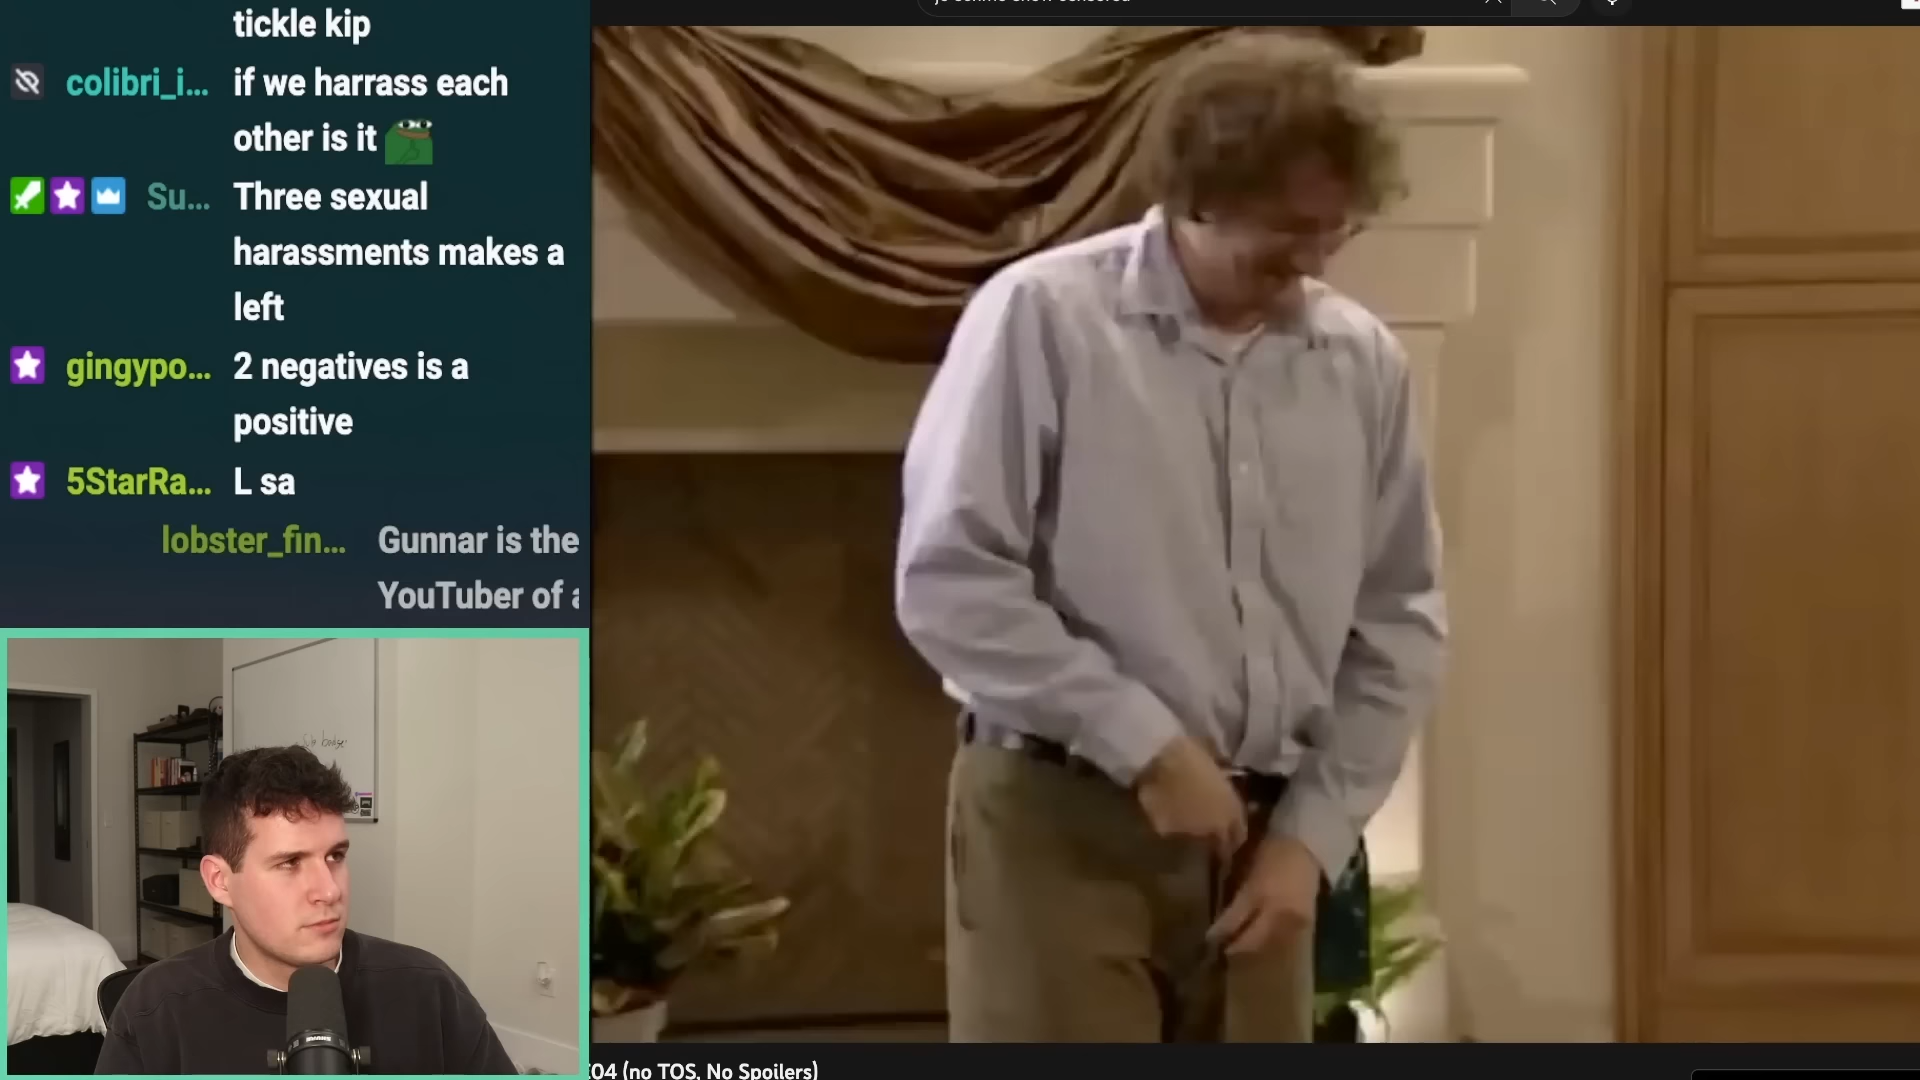 tickle kip
colibri_i... if we harrass each
other is it
Su... Three sexual
harassments makes a
left
gingypo... 2 negatives is a
positive
5StarRa... L sa
lobster_fin... Gunnar is the
YouTuber of a
04 (no TOS, No Spoilers)